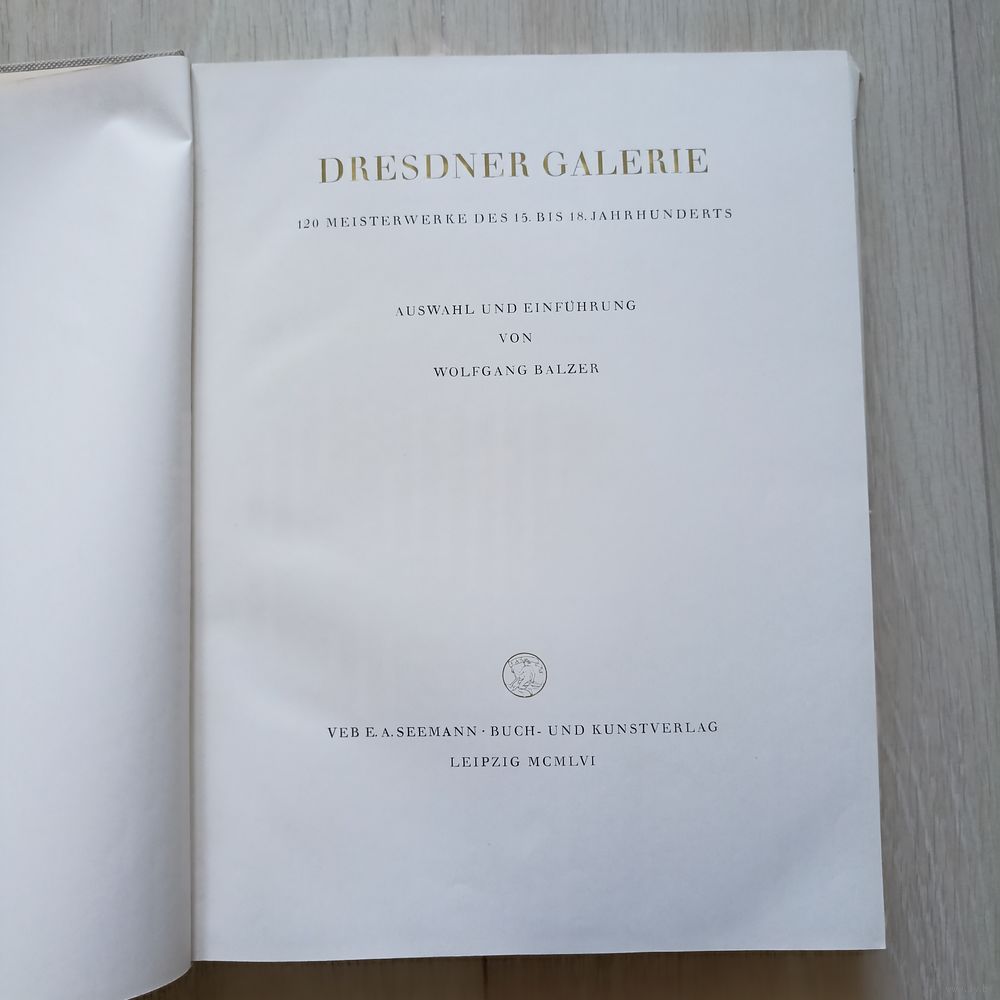 DRESDNER GALERIE
120 MEISTERWERKE DES 15. BIS 18. JAHRHUNDERTS
AUSWAHL UND EINFÜHRUNG
VON
WOLFGANG BALZER
VEB E. A. SEEMANN · BUCH- UND KUNSTVERLAG
LEIPZIG MCMLVI